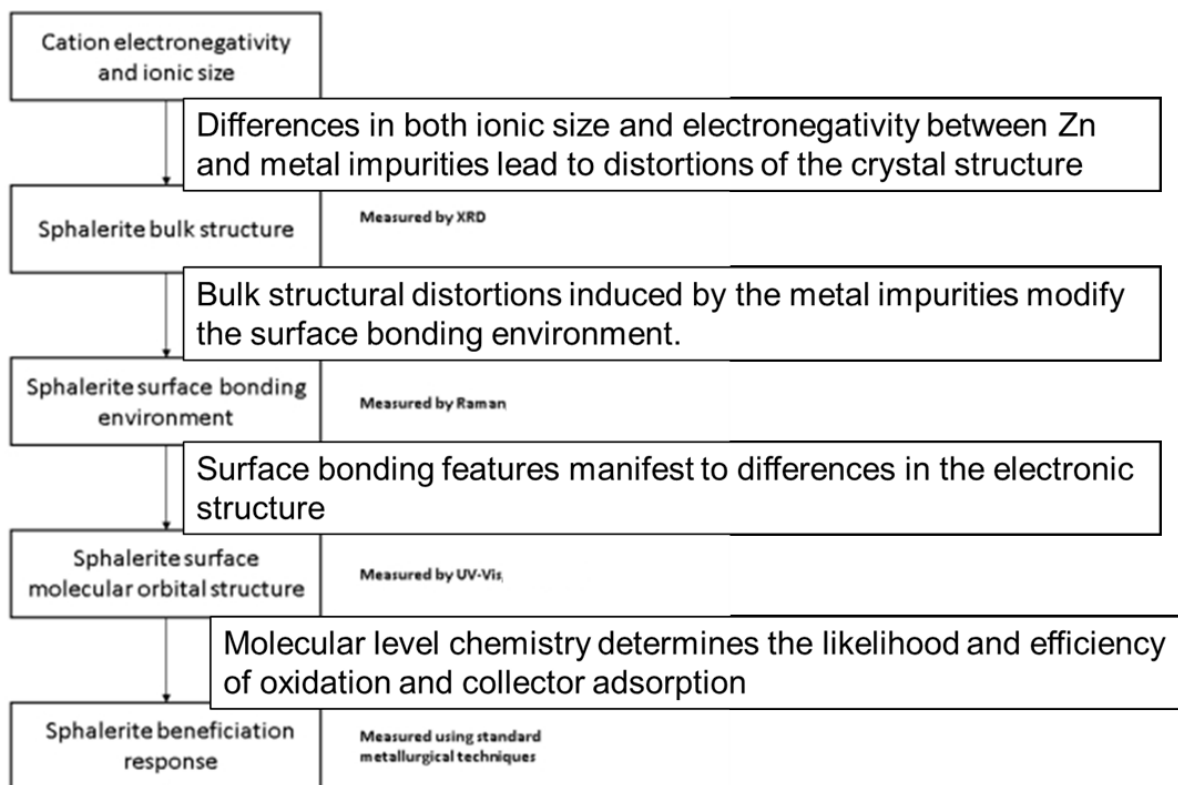 Cation electronegativity
and ionic size
Differences in both ionic size and electronegativity between Zn
and metal impurities lead to distortions of the crystal structure
Sphalerite bulk structure
Measured by XRD
Bulk structural distortions induced by the metal impurities modify
the surface bonding environment.
Sphalerite surface bonding
environment
Measured by Raman
Surface bonding features manifest to differences in the electronic
structure
Sphalerite surface
molecular orbital structure
Measured by UV-Vis
Molecular level chemistry determines the likelihood and efficiency
of oxidation and collector adsorption
Sphalerite beneficiation
response
Measured using standard
metallurgical techniques